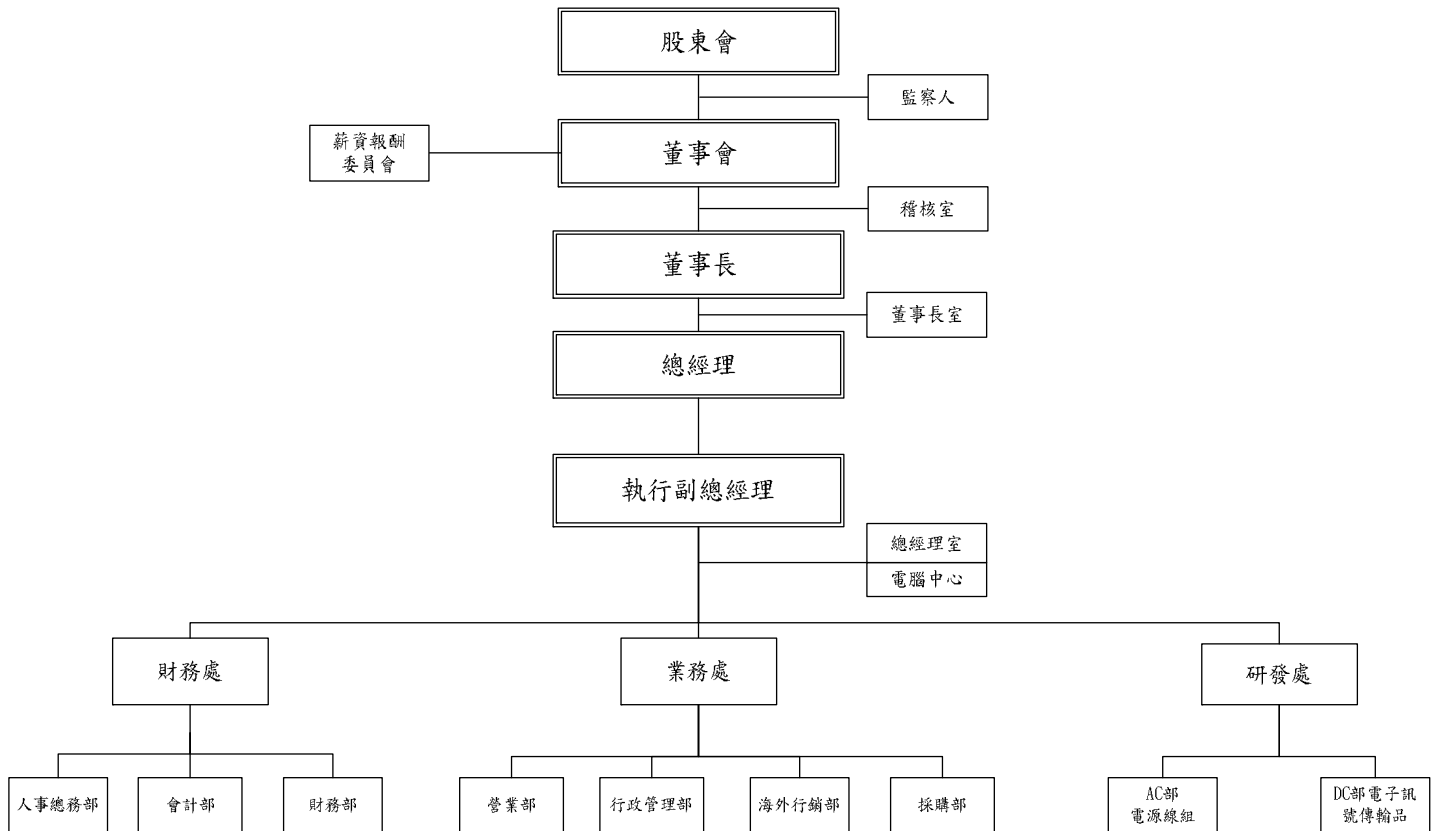 股東會
監察人
薪資報酬
委員會
董事會
稽核室
董事長
董事長室
總經理
執行副總經理
總經理室
電腦中心
財務處
業務處
研發處
人事總務部
會計部
財務部
營業部
行政管理部
海外行銷部
採購部
AC部
電源線組
DC部電子訊
號傳輸品